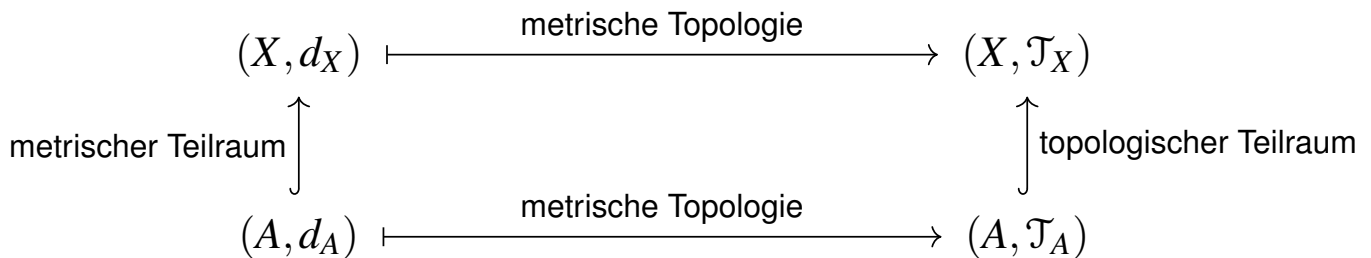 metrische Topologie
(X, d_X) ⟼ (X, 𝒯_X)
metrischer Teilraum
topologischer Teilraum
metrische Topologie
(A, d_A) ⟼ (A, 𝒯_A)